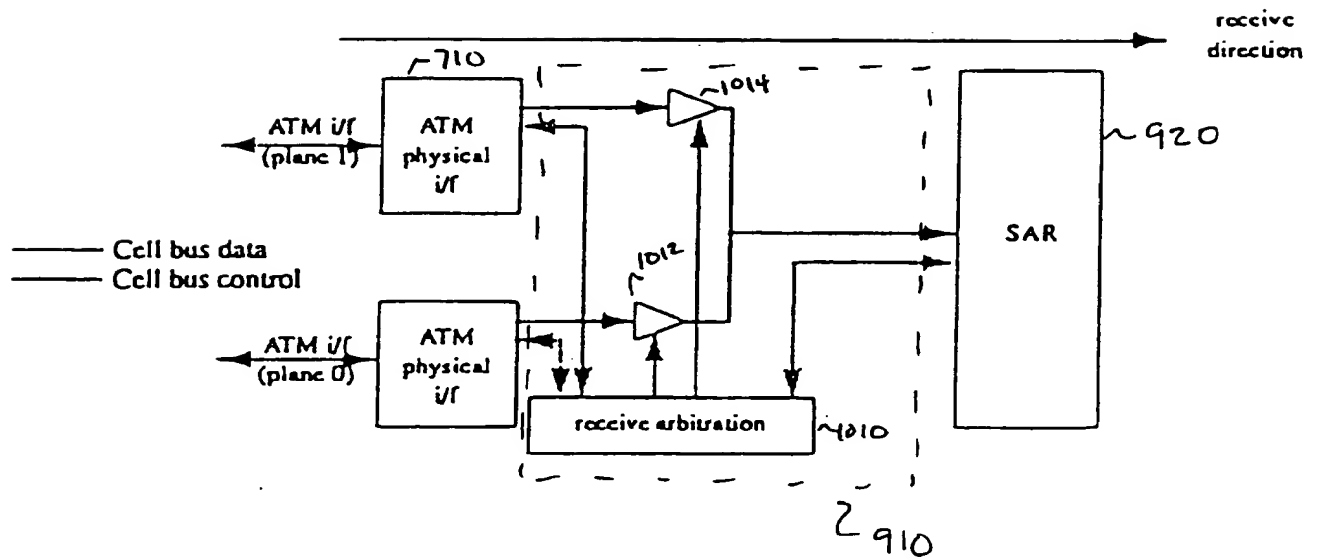 receive
direction
710
1014
ATM i/f
(plane 1)
ATM
physical
i/f
920
SAR
Cell bus data
Cell bus control
1012
ATM i/f
(plane 0)
ATM
physical
i/f
receive arbitration
1010
910